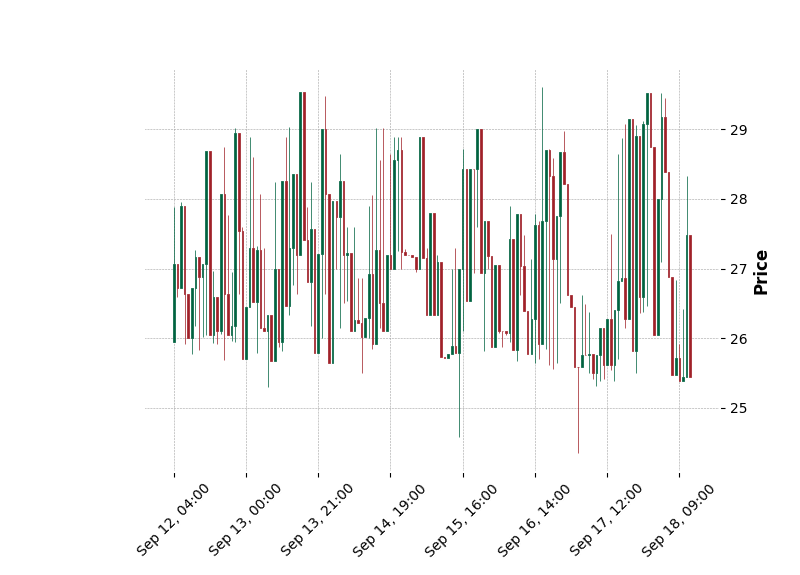 29
28
27
26
25
Price
Sep 12, 04:00
Sep 13, 00:00
Sep 13, 21:00
Sep 14, 19:00
Sep 15, 16:00
Sep 16, 14:00
Sep 17, 12:00
Sep 18, 09:00